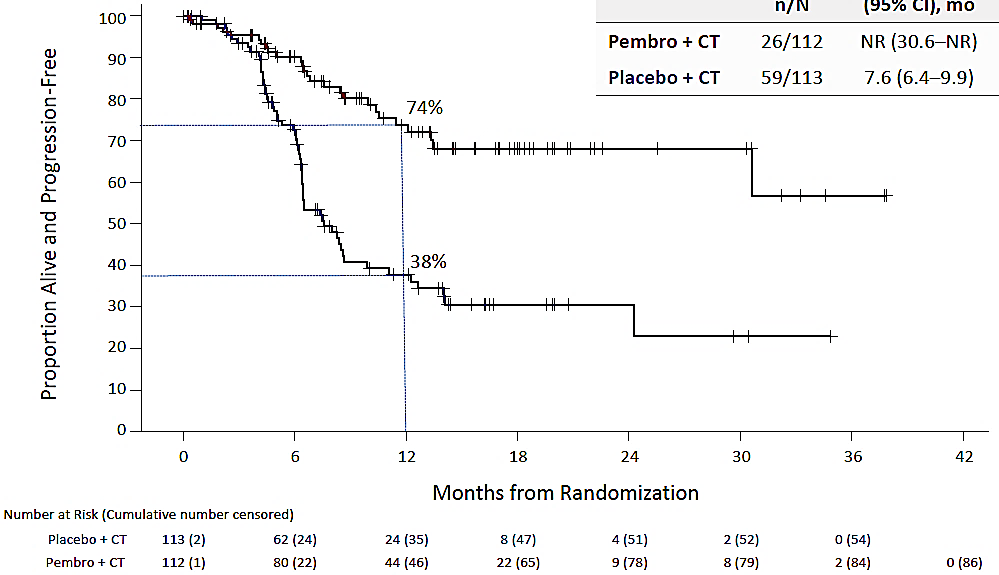 n/N (95% CI), mo
Pembro + CT 26/112 NR (30.6–NR)
Placebo + CT 59/113 7.6 (6.4–9.9)
Proportion Alive and Progression-Free
100
90
80
70
60
50
40
30
20
10
0
74%
38%
0 6 12 18 24 30 36 42
Months from Randomization
Number at Risk (Cumulative number censored)
Placebo + CT 113 (2) 62 (24) 24 (35) 8 (47) 4 (51) 2 (52) 0 (54)
Pembro + CT 112 (1) 80 (22) 44 (46) 22 (65) 9 (78) 8 (79) 2 (84) 0 (86)